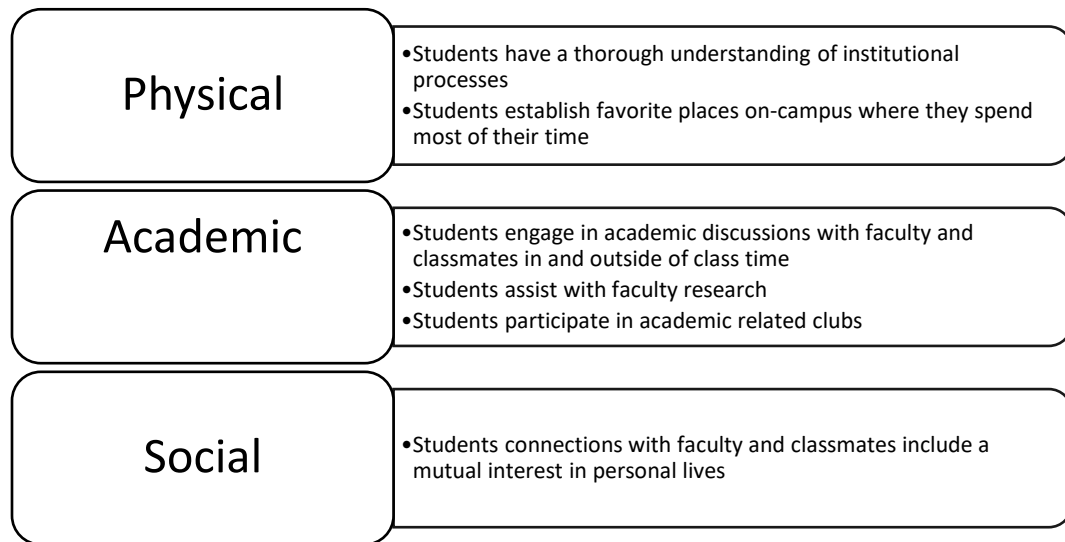 Physical
•Students have a thorough understanding of institutional
processes
•Students establish favorite places on-campus where they spend
most of their time
Academic
•Students engage in academic discussions with faculty and
classmates in and outside of class time
•Students assist with faculty research
•Students participate in academic related clubs
Social
•Students connections with faculty and classmates include a
mutual interest in personal lives